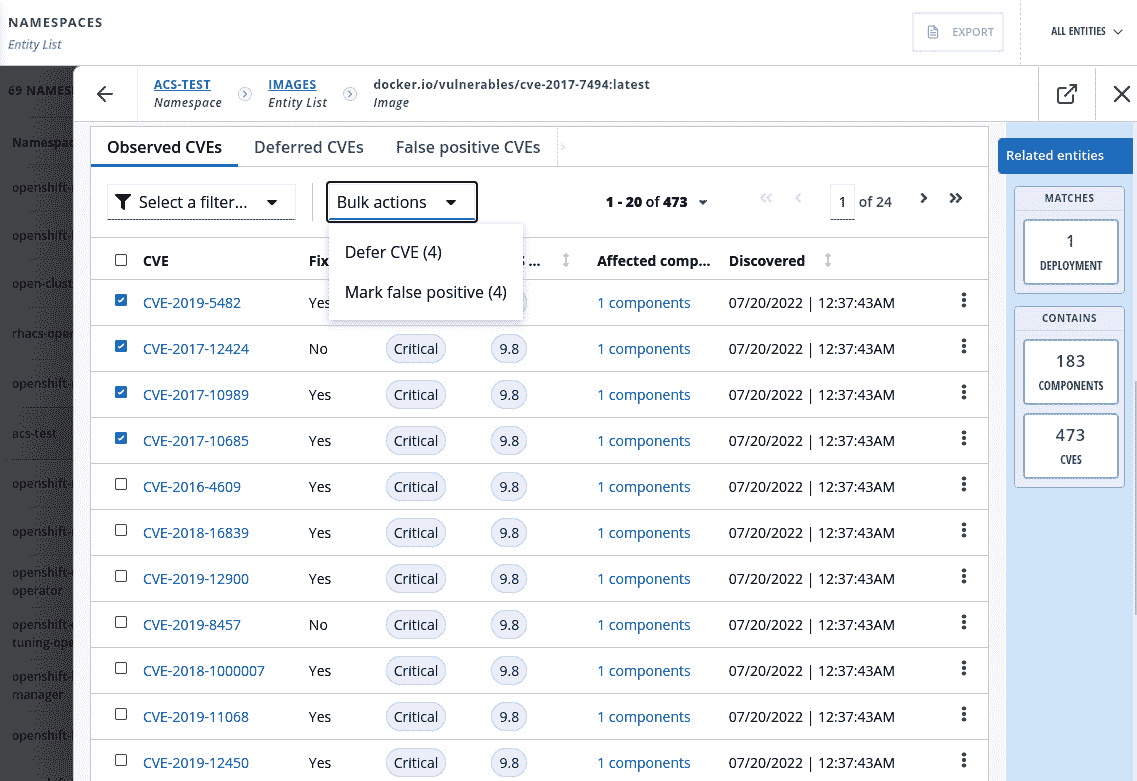 NAMESPACES
Entity List
EXPORT
ALL ENTITIES
69 NAMES
ACS-TEST
Namespace
IMAGES
Entity List
docker.io/vulnerables/cve-2017-7494:latest
Image
Observed CVEs
Deferred CVEs
False positive CVEs
Related entities
Select a filter...
Bulk actions
1 - 20 of 473
1 of 24
Defer CVE (4)
Mark false positive (4)
CVE Fix ... Affected comp... Discovered
CVE-2019-5482 Yes 1 components 07/20/2022 | 12:37:43AM
CVE-2017-12424 No Critical 9.8 1 components 07/20/2022 | 12:37:43AM
CVE-2017-10989 Yes Critical 9.8 1 components 07/20/2022 | 12:37:43AM
CVE-2017-10685 Yes Critical 9.8 1 components 07/20/2022 | 12:37:43AM
CVE-2016-4609 Yes Critical 9.8 1 components 07/20/2022 | 12:37:43AM
CVE-2018-16839 Yes Critical 9.8 1 components 07/20/2022 | 12:37:43AM
CVE-2019-12900 Yes Critical 9.8 1 components 07/20/2022 | 12:37:43AM
CVE-2019-8457 No Critical 9.8 1 components 07/20/2022 | 12:37:43AM
CVE-2018-1000007 Yes Critical 9.8 1 components 07/20/2022 | 12:37:43AM
CVE-2019-11068 Yes Critical 9.8 1 components 07/20/2022 | 12:37:43AM
CVE-2019-12450 Yes Critical 9.8 1 components 07/20/2022 | 12:37:43AM
MATCHES
1
DEPLOYMENT
CONTAINS
183
COMPONENTS
473
CVES
Namespac
openshift-
openshift-
open-clust
rhacs-oper
openshift-
acs-test
openshift-
openshift-
openshift-
operator
openshift-
tuning-ope
openshift-
manager
openshift-